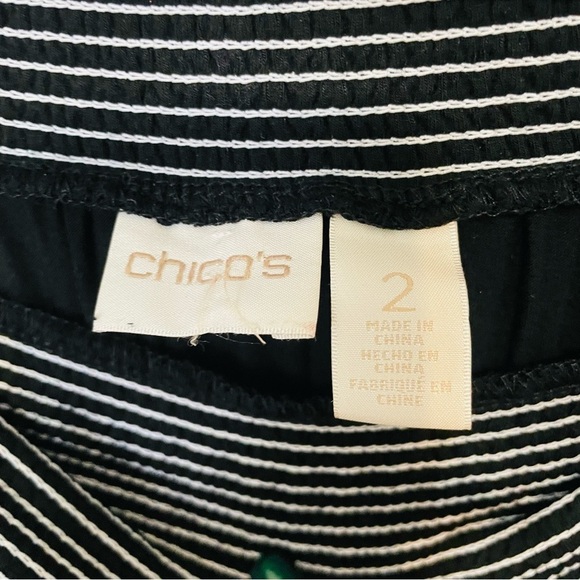 chico's
2
MADE IN
CHINA
HECHO EN
CHINA
FABRIQUÉ EN
CHINE